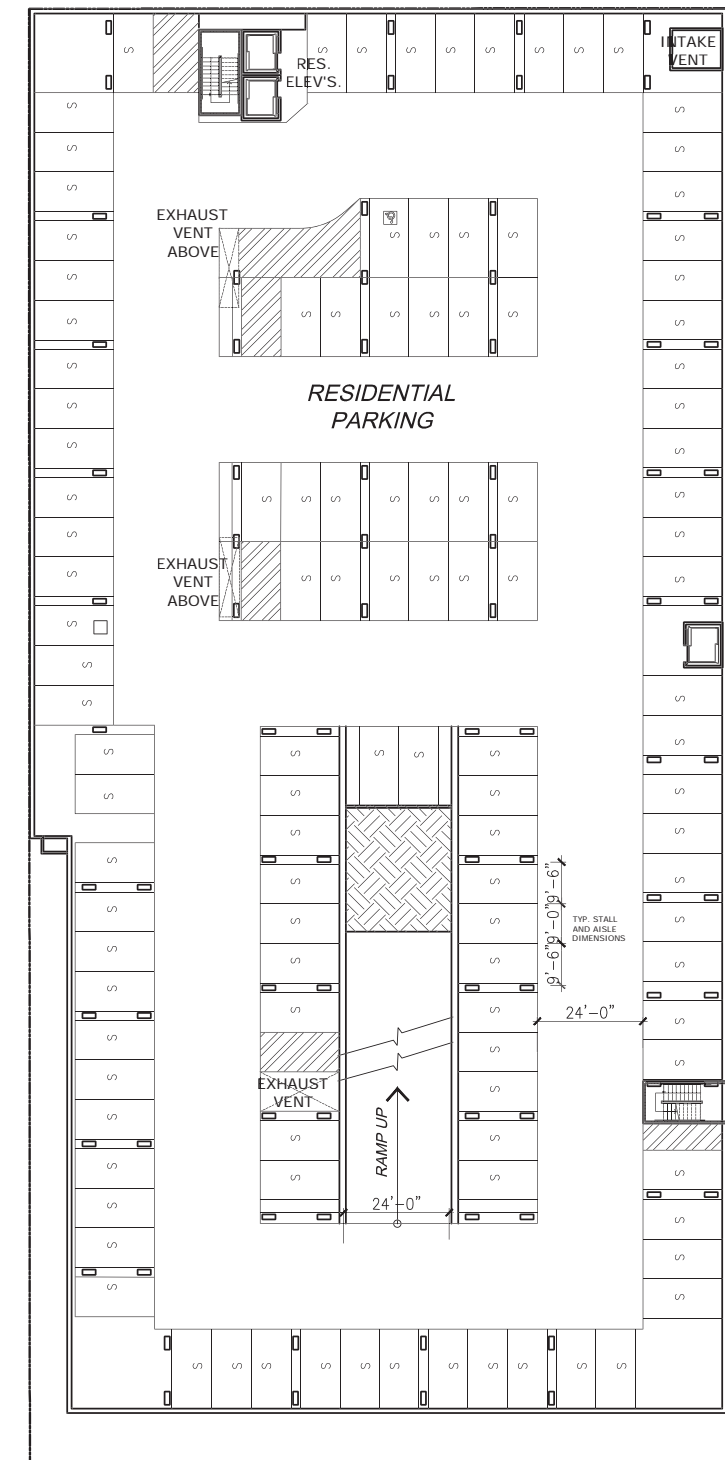 S S S S S S S S S
INTAKE
VENT
RES.
ELEV'S.
S S
S S
S S
EXHAUST
VENT
ABOVE
S S S S
S S
S S
S S
S S S S S S
S S
RESIDENTIAL
PARKING
S S
S S
S S
S S S S S S S
S S
EXHAUST
VENT
ABOVE
S S S S S S
S S
S
S
S S
S S S S S S
S S S S
S S
S S S S
S S S S
9'-6"
9'-0"
9'-6"
TYP. STALL
AND AISLE
DIMENSIONS
S S S S
S S S S
S S S S
24'-0"
S S S S
S S S
EXHAUST
VENT
S S
RAMP UP
S S S
S S S S
24'-0"
S S
S S
S S
S S S S S S S S S S S